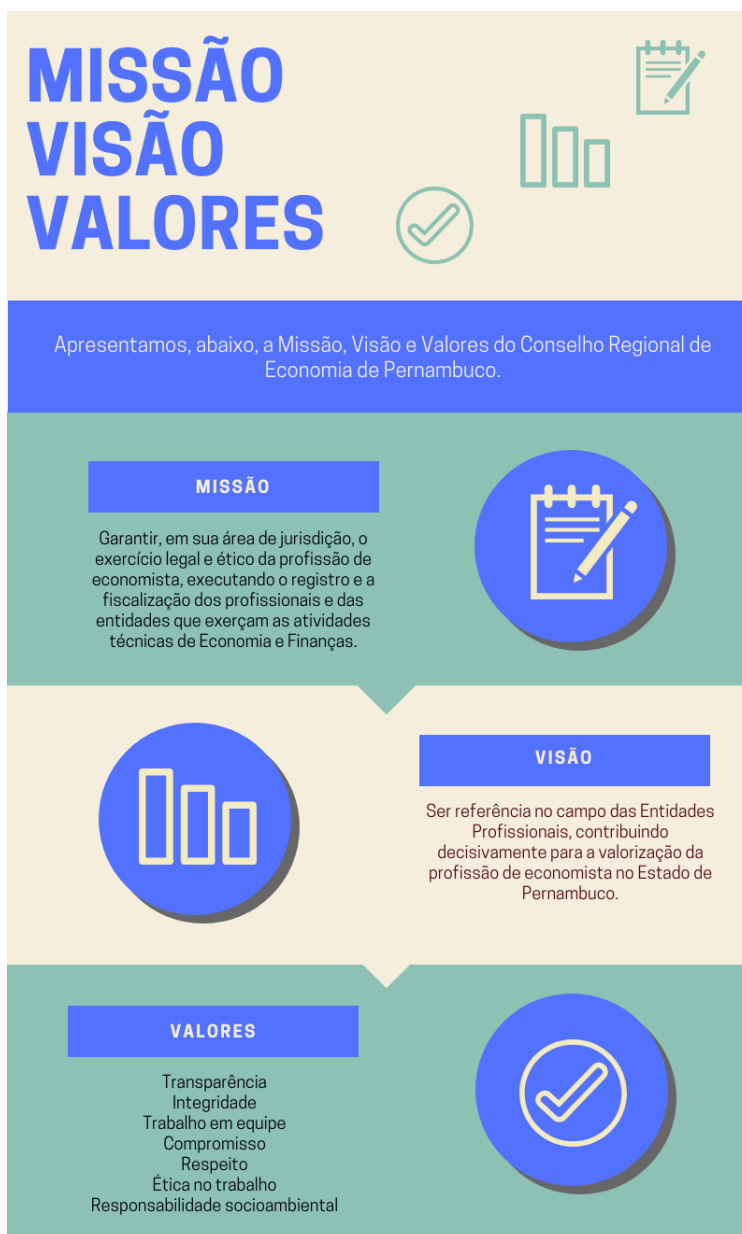 MISSÃO
VISÃO
VALORES
Apresentamos, abaixo, a Missão, Visão e Valores do Conselho Regional de
Economia de Pernambuco.
MISSÃO
Garantir, em sua área de jurisdição, o
exercício legal e ético da profissão de
economista, executando o registro e a
fiscalização dos profissionais e das
entidades que exerçam as atividades
técnicas de Economia e Finanças.
VISÃO
Ser referência no campo das Entidades
Profissionais, contribuindo
decisivamente para a valorização da
profissão de economista no Estado de
Pernambuco.
VALORES
Transparência
Integridade
Trabalho em equipe
Compromisso
Respeito
Ética no trabalho
Responsabilidade socioambiental